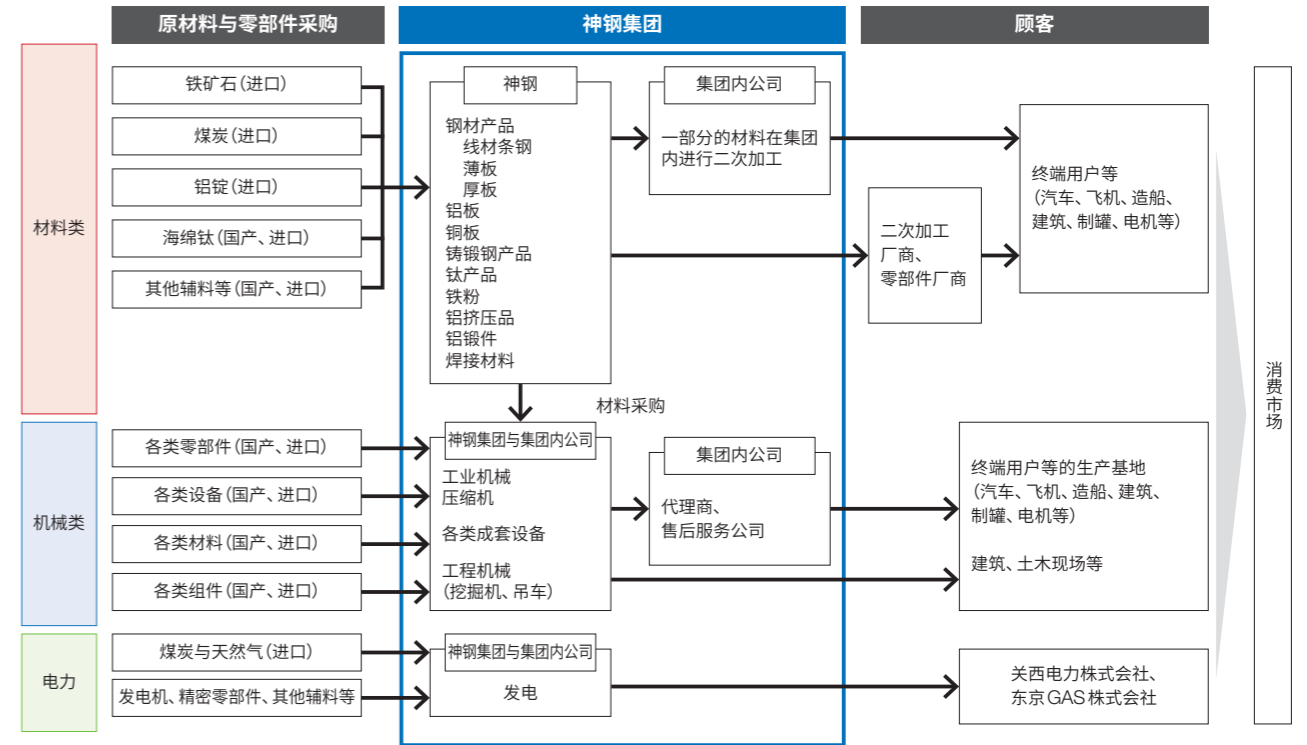 原材料与零部件采购
神钢集团
顾客
材料类
铁矿石(进口)
煤炭(进口)
铝锭(进口)
海绵钛(国产、进口)
其他辅料等(国产、进口)
神钢
钢材产品
线材条钢
薄板
厚板
铝板
铜板
铸锻钢产品
钛产品
铁粉
铝挤压品
铝锻件
焊接材料
集团内公司
一部分的材料在集团
内进行二次加工
二次加工
厂商、
零部件厂商
终端用户等
(汽车、飞机、造船、
建筑、制罐、电机等)
消费市场
材料采购
机械类
各类零部件(国产、进口)
各类设备(国产、进口)
各类材料(国产、进口)
各类组件(国产、进口)
神钢集团与集团内公司
工业机械
压缩机
各类成套设备
工程机械
(挖掘机、吊车)
集团内公司
代理商、
售后服务公司
终端用户等的生产基地
(汽车、飞机、造船、建筑、
制罐、电机等)
建筑、土木现场等
电力
煤炭与天然气(进口)
发电机、精密零部件、其他辅料等
神钢集团与集团内公司
发电
关西电力株式会社、
东京GAS株式会社